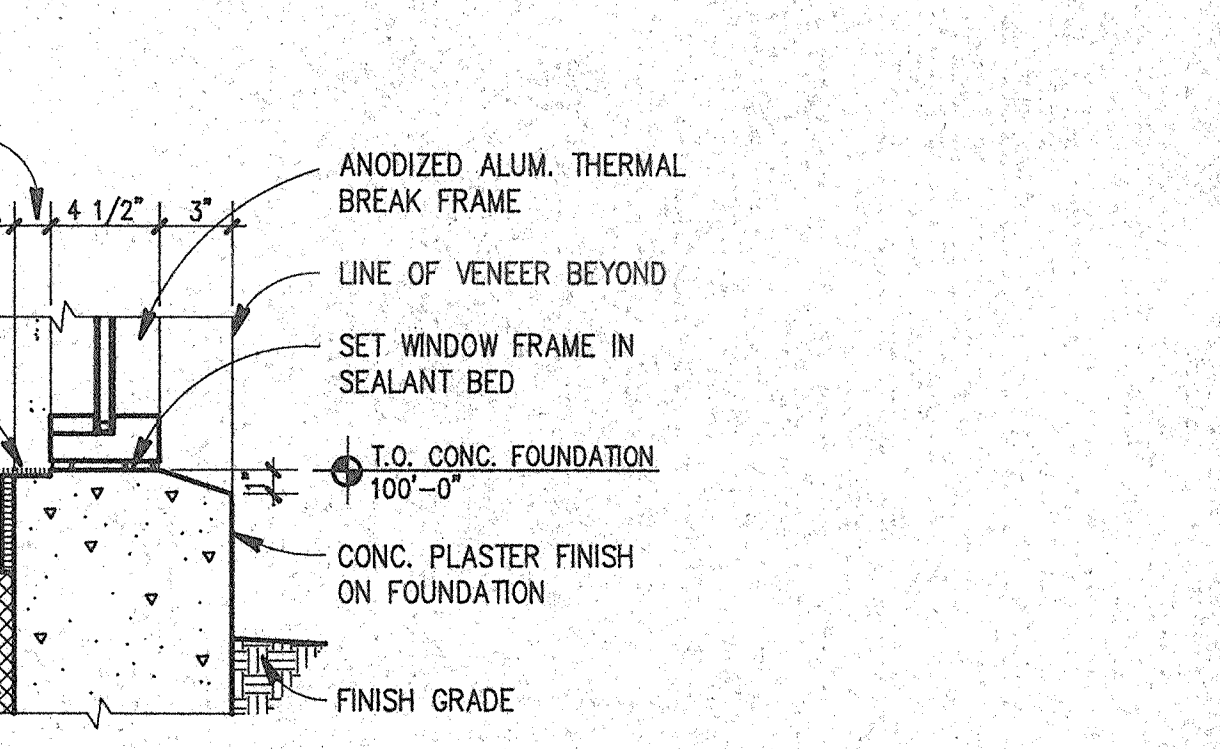 4 1/2" 3"
ANODIZED ALUM. THERMAL
BREAK FRAME
LINE OF VENEER BEYOND
SET WINDOW FRAME IN
SEALANT BED
T.O. CONC. FOUNDATION
100'-0"
1"
CONC. PLASTER FINISH
ON FOUNDATION
FINISH GRADE